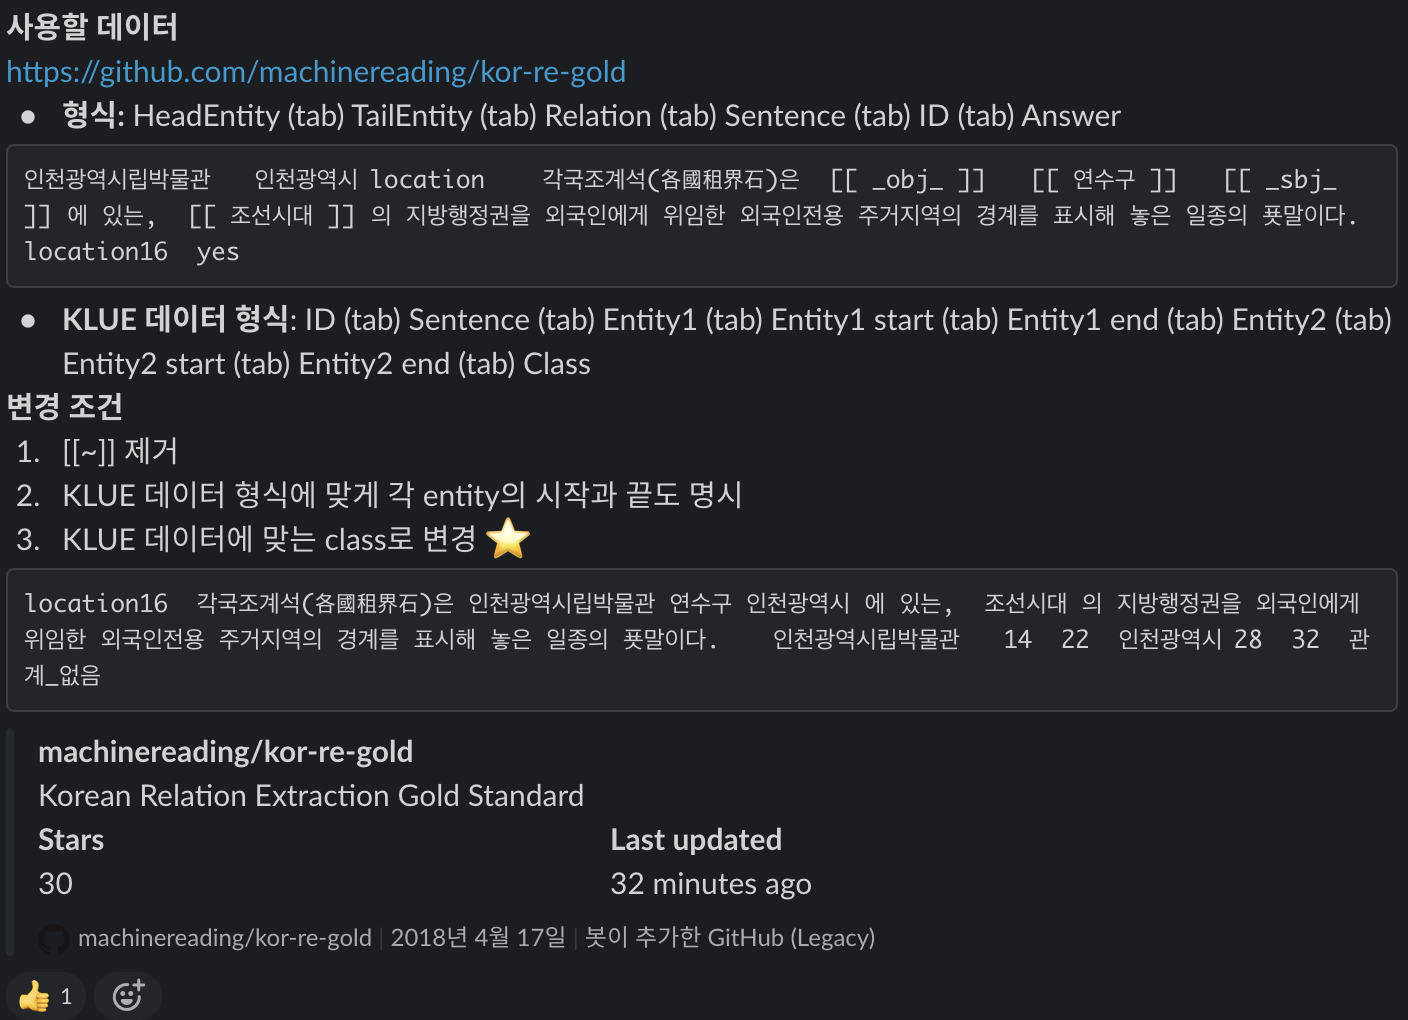 사용할 데이터
https://github.com/machinereading/kor-re-gold
• 형식: HeadEntity (tab) TailEntity (tab) Relation (tab) Sentence (tab) ID (tab) Answer
인천광역시립박물관 인천광역시 location 각국조계석(各國租界石)은 [[ _obj_ ]] [[ 연수구 ]] [[ _sbj_
]] 에 있는, [[ 조선시대 ]] 의 지방행정권을 외국인에게 위임한 외국인전용 주거지역의 경계를 표시해 놓은 일종의 푯말이다.
location16 yes
• KLUE 데이터 형식: ID (tab) Sentence (tab) Entity1 (tab) Entity1 start (tab) Entity1 end (tab) Entity2 (tab)
Entity2 start (tab) Entity2 end (tab) Class
변경 조건
1. [[~]] 제거
2. KLUE 데이터 형식에 맞게 각 entity의 시작과 끝도 명시
3. KLUE 데이터에 맞는 class로 변경 ⭐
location16 각국조계석(各國租界石)은 인천광역시립박물관 연수구 인천광역시 에 있는, 조선시대 의 지방행정권을 외국인에게
위임한 외국인전용 주거지역의 경계를 표시해 놓은 일종의 푯말이다. 인천광역시립박물관 14 22 인천광역시 28 32 관
계_없음
machinereading/kor-re-gold
Korean Relation Extraction Gold Standard
Stars Last updated
30 32 minutes ago
machinereading/kor-re-gold | 2018년 4월 17일 | 봇이 추가한 GitHub (Legacy)
👍 1